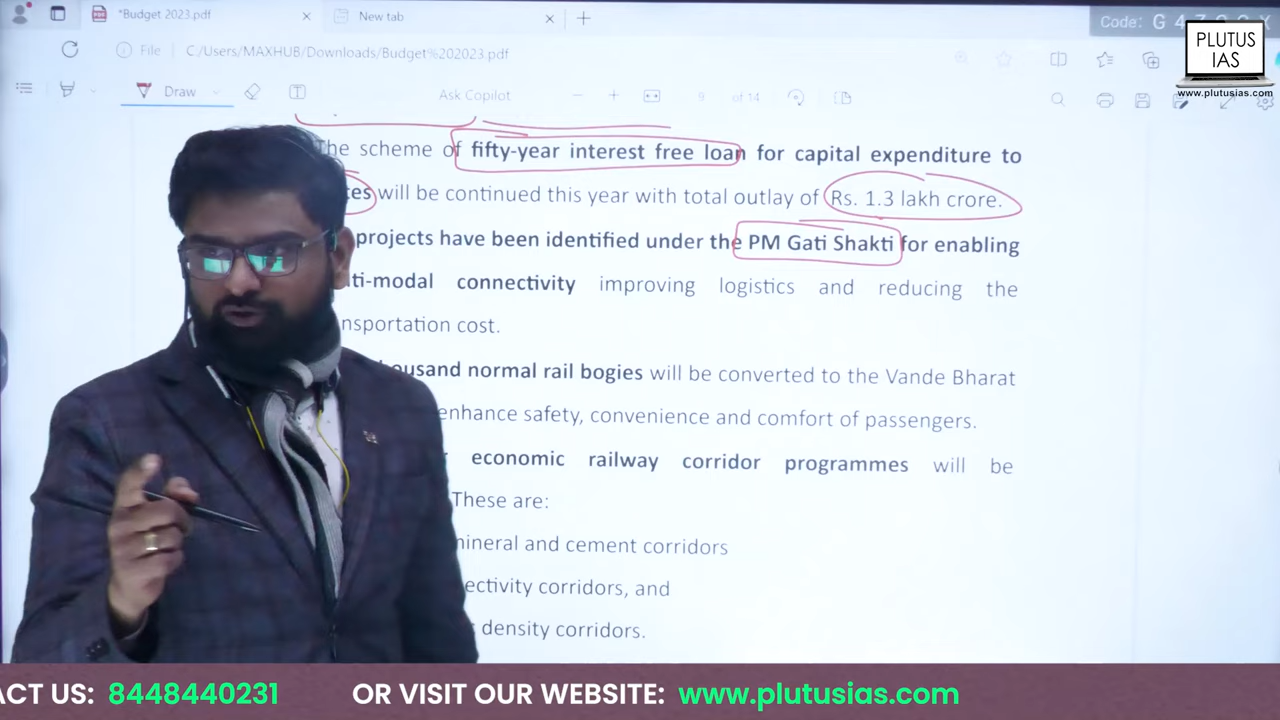 *Budget 2023.pdf
New tab
Code: G 4 7
PLUTUS
IAS
www.plutusias.com
File C:/Users/MAXHUB/Downloads/Budget%202023.pdf
Draw
Ask Copilot
9 of 14
The scheme of fifty-year interest free loan for capital expenditure to
tes will be continued this year with total outlay of Rs. 1.3 lakh crore.
projects have been identified under the PM Gati Shakti for enabling
ti-modal connectivity improving logistics and reducing the
nsportation cost.
ousand normal rail bogies will be converted to the Vande Bharat
enhance safety, convenience and comfort of passengers.
economic railway corridor programmes will be
These are:
mineral and cement corridors
ectivity corridors, and
density corridors.
ACT US: 8448440231 OR VISIT OUR WEBSITE: www.plutusias.com